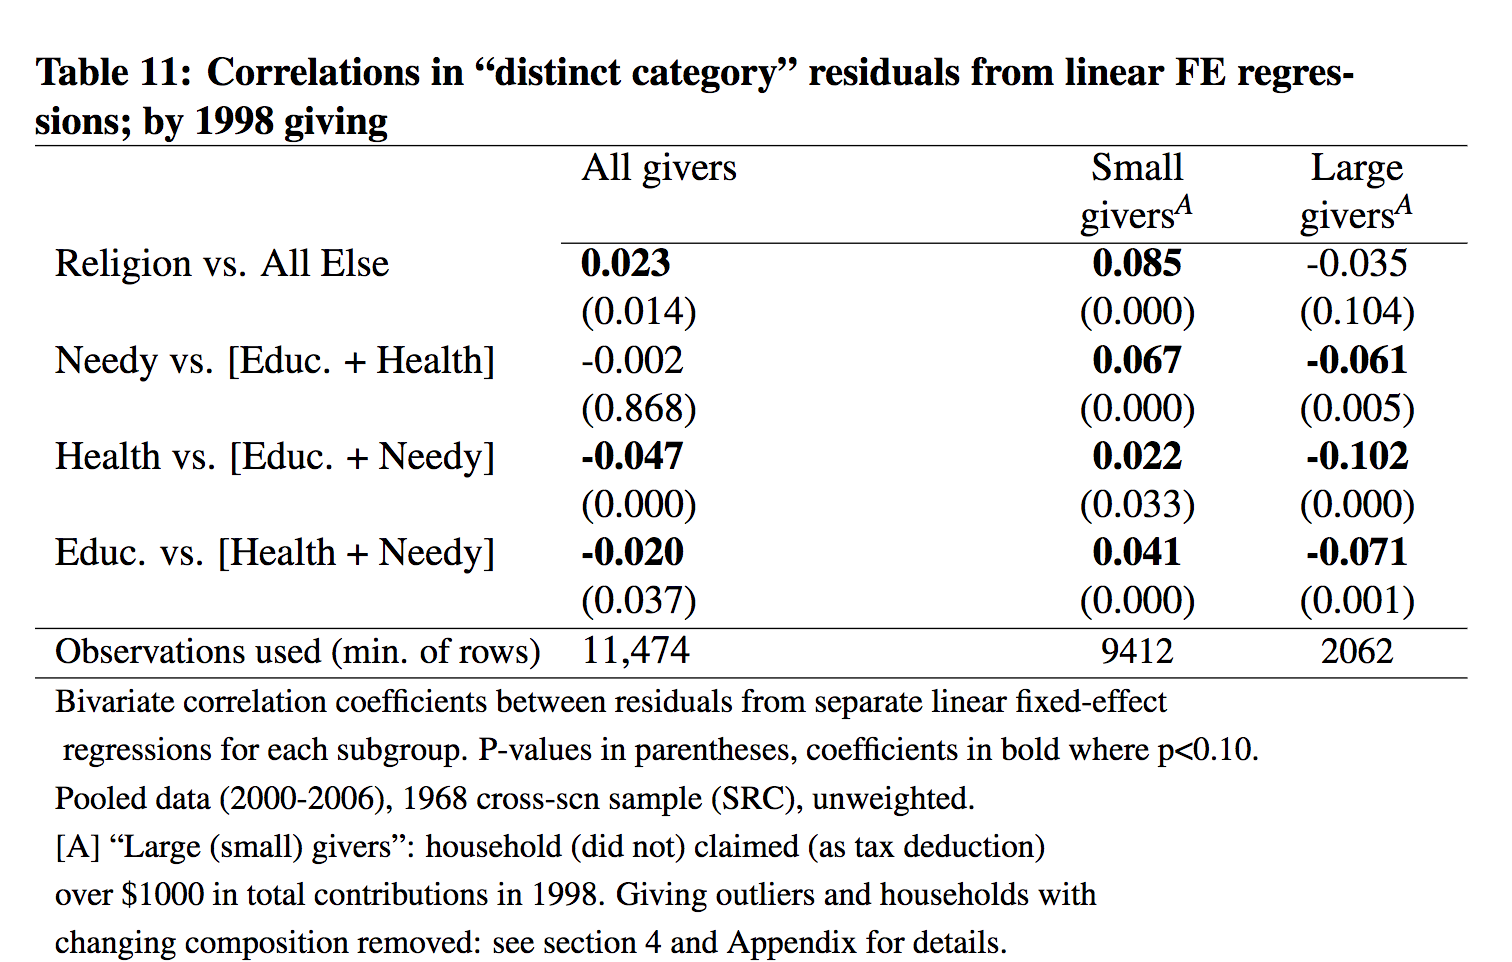 Table 11: Correlations in “distinct category” residuals from linear FE regres-
sions; by 1998 giving
All givers Small Large
giversA giversA
Religion vs. All Else 0.023 0.085 -0.035
(0.014) (0.000) (0.104)
Needy vs. [Educ. + Health] -0.002 0.067 -0.061
(0.868) (0.000) (0.005)
Health vs. [Educ. + Needy] -0.047 0.022 -0.102
(0.000) (0.033) (0.000)
Educ. vs. [Health + Needy] -0.020 0.041 -0.071
(0.037) (0.000) (0.001)
Observations used (min. of rows) 11,474 9412 2062
Bivariate correlation coefficients between residuals from separate linear fixed-effect
regressions for each subgroup. P-values in parentheses, coefficients in bold where p<0.10.
Pooled data (2000-2006), 1968 cross-scn sample (SRC), unweighted.
[A] “Large (small) givers”: household (did not) claimed (as tax deduction)
over $1000 in total contributions in 1998. Giving outliers and households with
changing composition removed: see section 4 and Appendix for details.